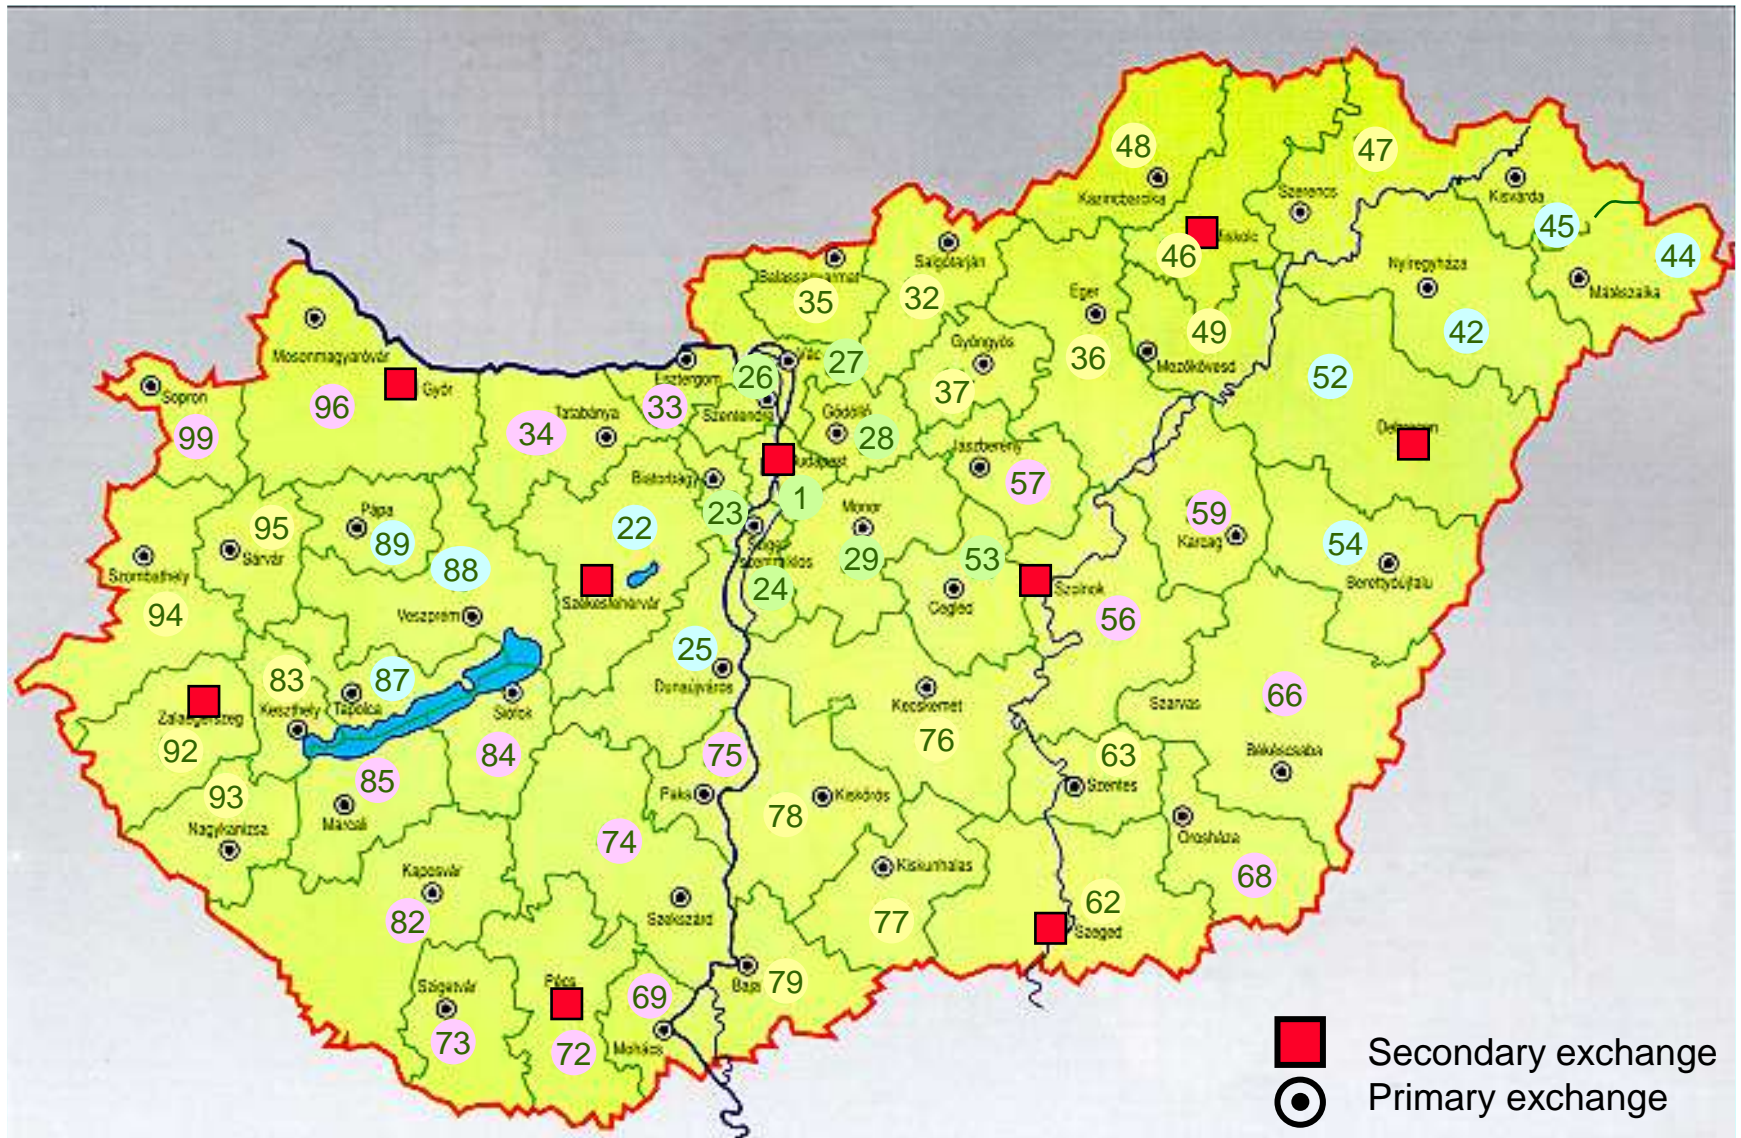 48
47
Kazincbarcika
Szerencs
Kisvárda
45
44
46
Salgótarján
32
35
Eger
Nyíregyháza
Mátészalka
49
42
Mosonmagyaróvár
Győr
96
Sopron
99
Esztergom
33
26
Vác
27
Szentendre
Tatabánya
34
Gödöllő
28
Gyöngyös
37
36
Mezőkövesd
52
Jászberény
57
Budapest
Biatorbágy
23
1
Monor
29
53
Cegléd
24
22
Székesfehérvár
95
Sárvár
Pápa
89
88
Szombathely
94
Veszprém
59
Karcag
54
Berettyóújfalu
Szolnok
56
25
Dunaújváros
83
Keszthely
87
Tapolca
Siófok
Zalaegerszeg
92
84
85
Marcali
93
Nagykanizsa
Kecskemét
76
Szarvas
66
Békéscsaba
63
Szentes
75
Paks
78
Kiskőrös
74
Orosháza
68
Kiskunhalas
77
62
Szeged
Kaposvár
82
Szekszárd
Baja
79
Szigetvár
73
Pécs
72
69
Mohács
Secondary exchange
Primary exchange